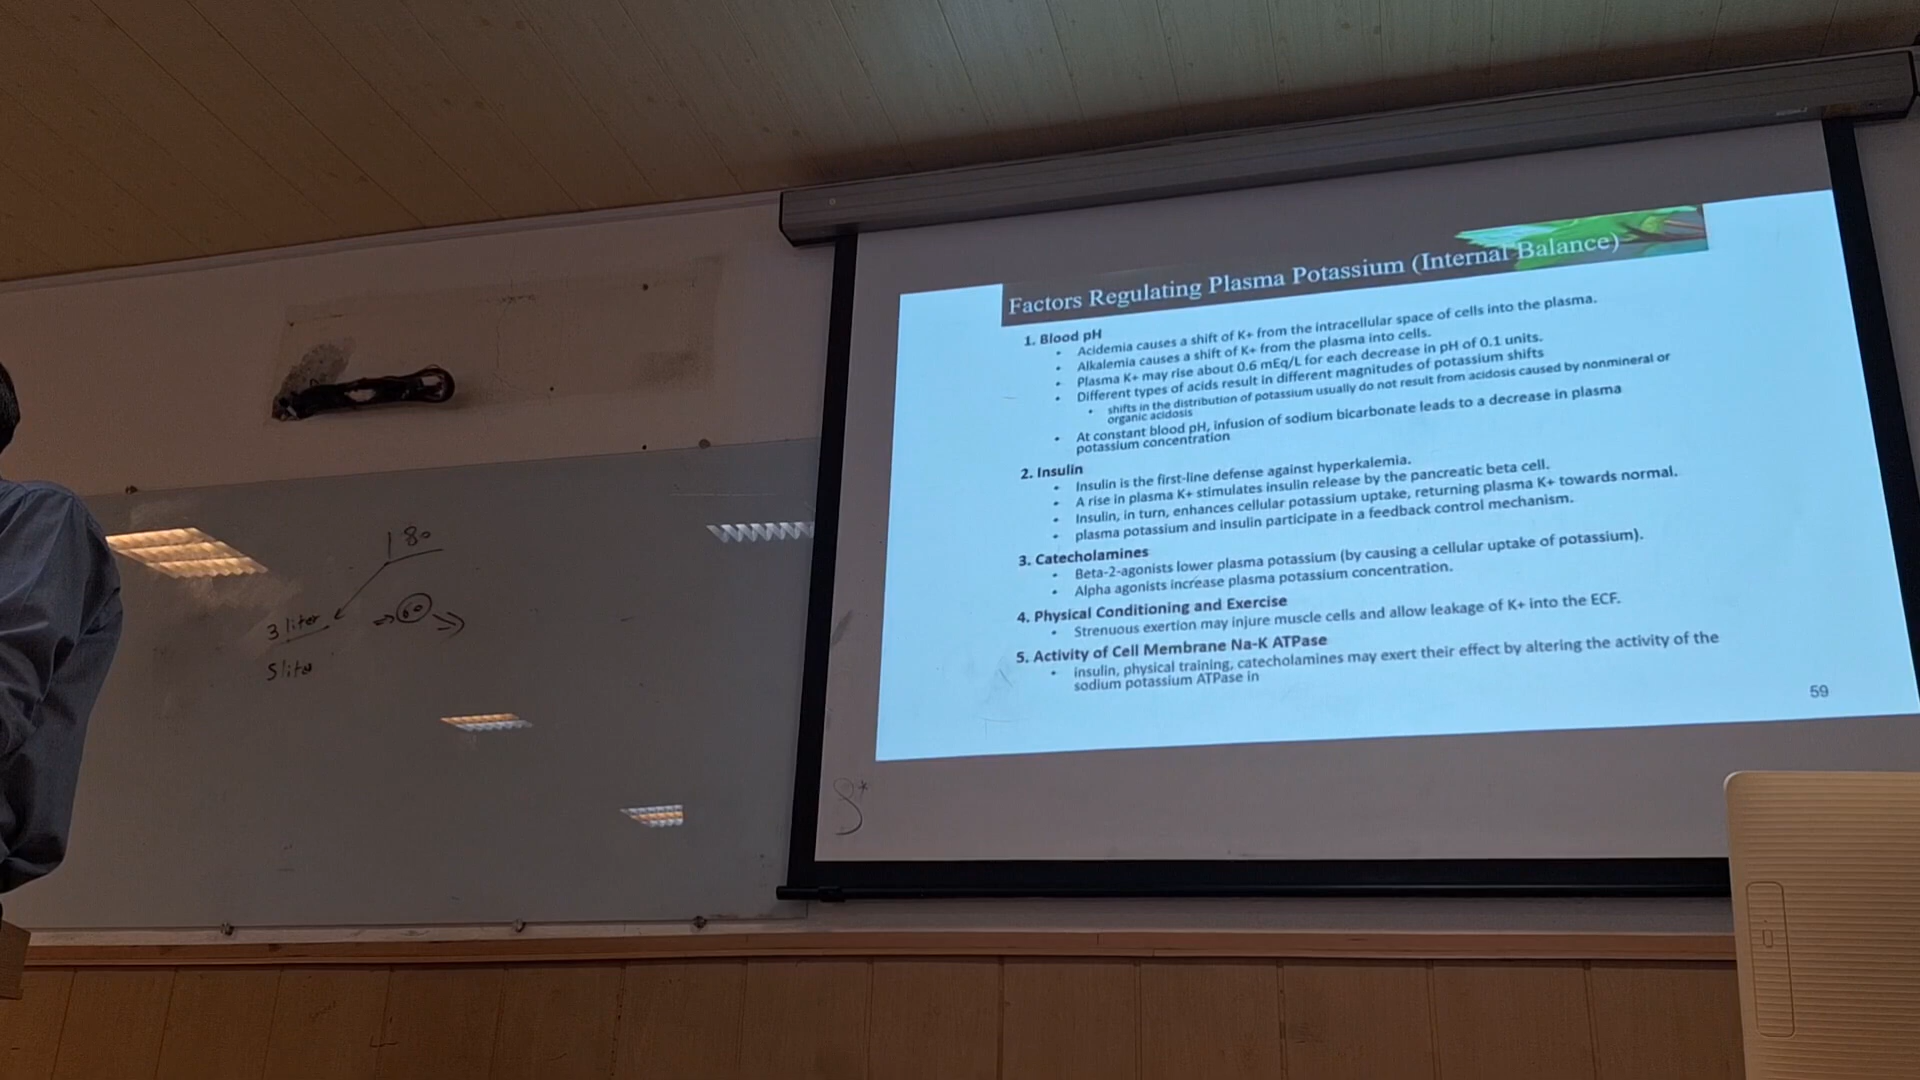 180
3 liter
60
5 lite
Factors Regulating Plasma Potassium (Internal Balance)
1. Blood pH
• Acidemia causes a shift of K+ from the intracellular space of cells into the plasma.
• Alkalemia causes a shift of K+ from the plasma into cells.
• Plasma K+ may rise about 0.6 mEq/L for each decrease in pH of 0.1 units.
• Different types of acids result in different magnitudes of potassium shifts
• shifts in the distribution of potassium usually do not result from acidosis caused by nonmineral or
organic acidosis
• At constant blood pH, infusion of sodium bicarbonate leads to a decrease in plasma
potassium concentration
2. Insulin
• Insulin is the first-line defense against hyperkalemia.
• A rise in plasma K+ stimulates insulin release by the pancreatic beta cell.
• Insulin, in turn, enhances cellular potassium uptake, returning plasma K+ towards normal.
• plasma potassium and insulin participate in a feedback control mechanism.
3. Catecholamines
• Beta-2-agonists lower plasma potassium (by causing a cellular uptake of potassium).
• Alpha agonists increase plasma potassium concentration.
4. Physical Conditioning and Exercise
• Strenuous exertion may injure muscle cells and allow leakage of K+ into the ECF.
5. Activity of Cell Membrane Na-K ATPase
• insulin, physical training, catecholamines may exert their effect by altering the activity of the
sodium potassium ATPase in
59